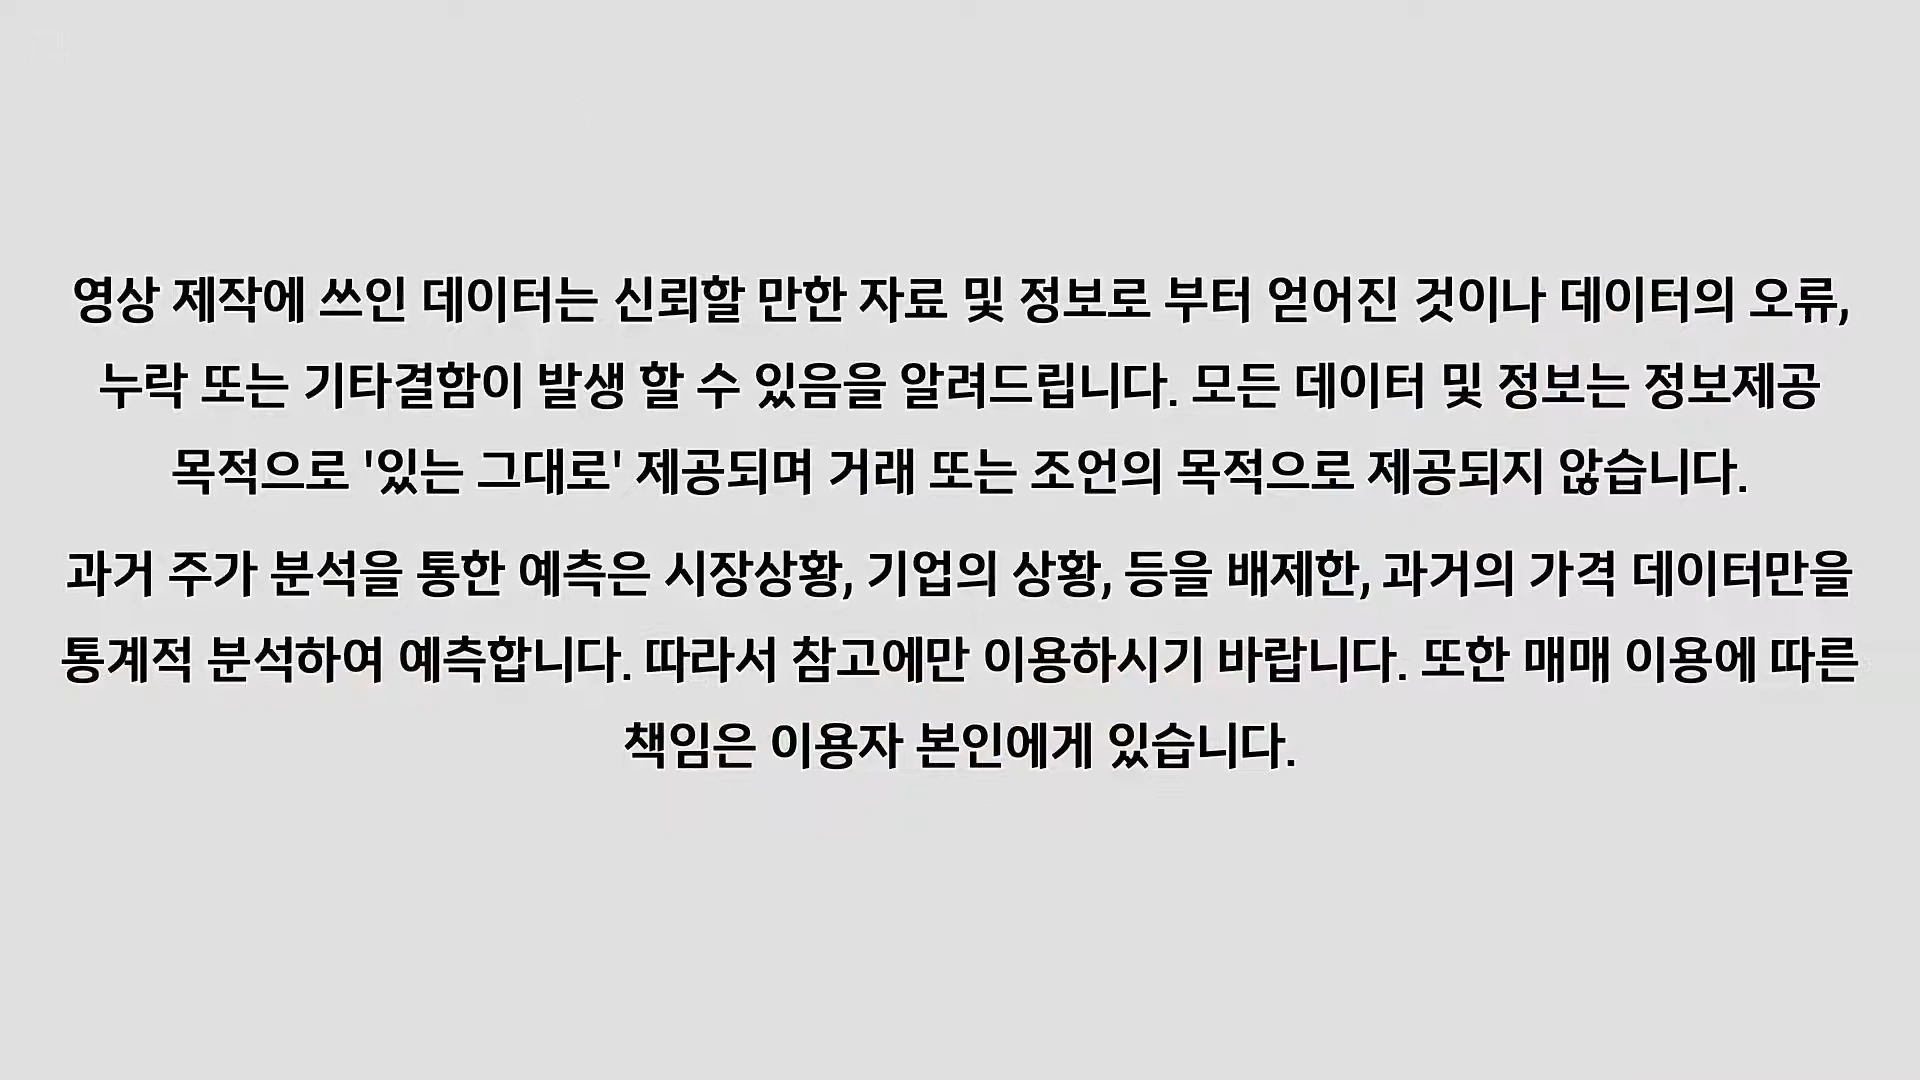 영상 제작에 쓰인 데이터는 신뢰할 만한 자료 및 정보로 부터 얻어진 것이나 데이터의 오류,
누락 또는 기타결함이 발생 할 수 있음을 알려드립니다. 모든 데이터 및 정보는 정보제공
목적으로 '있는 그대로' 제공되며 거래 또는 조언의 목적으로 제공되지 않습니다.
과거 주가 분석을 통한 예측은 시장상황, 기업의 상황, 등을 배제한, 과거의 가격 데이터만을
통계적 분석하여 예측합니다. 따라서 참고에만 이용하시기 바랍니다. 또한 매매 이용에 따른
책임은 이용자 본인에게 있습니다.